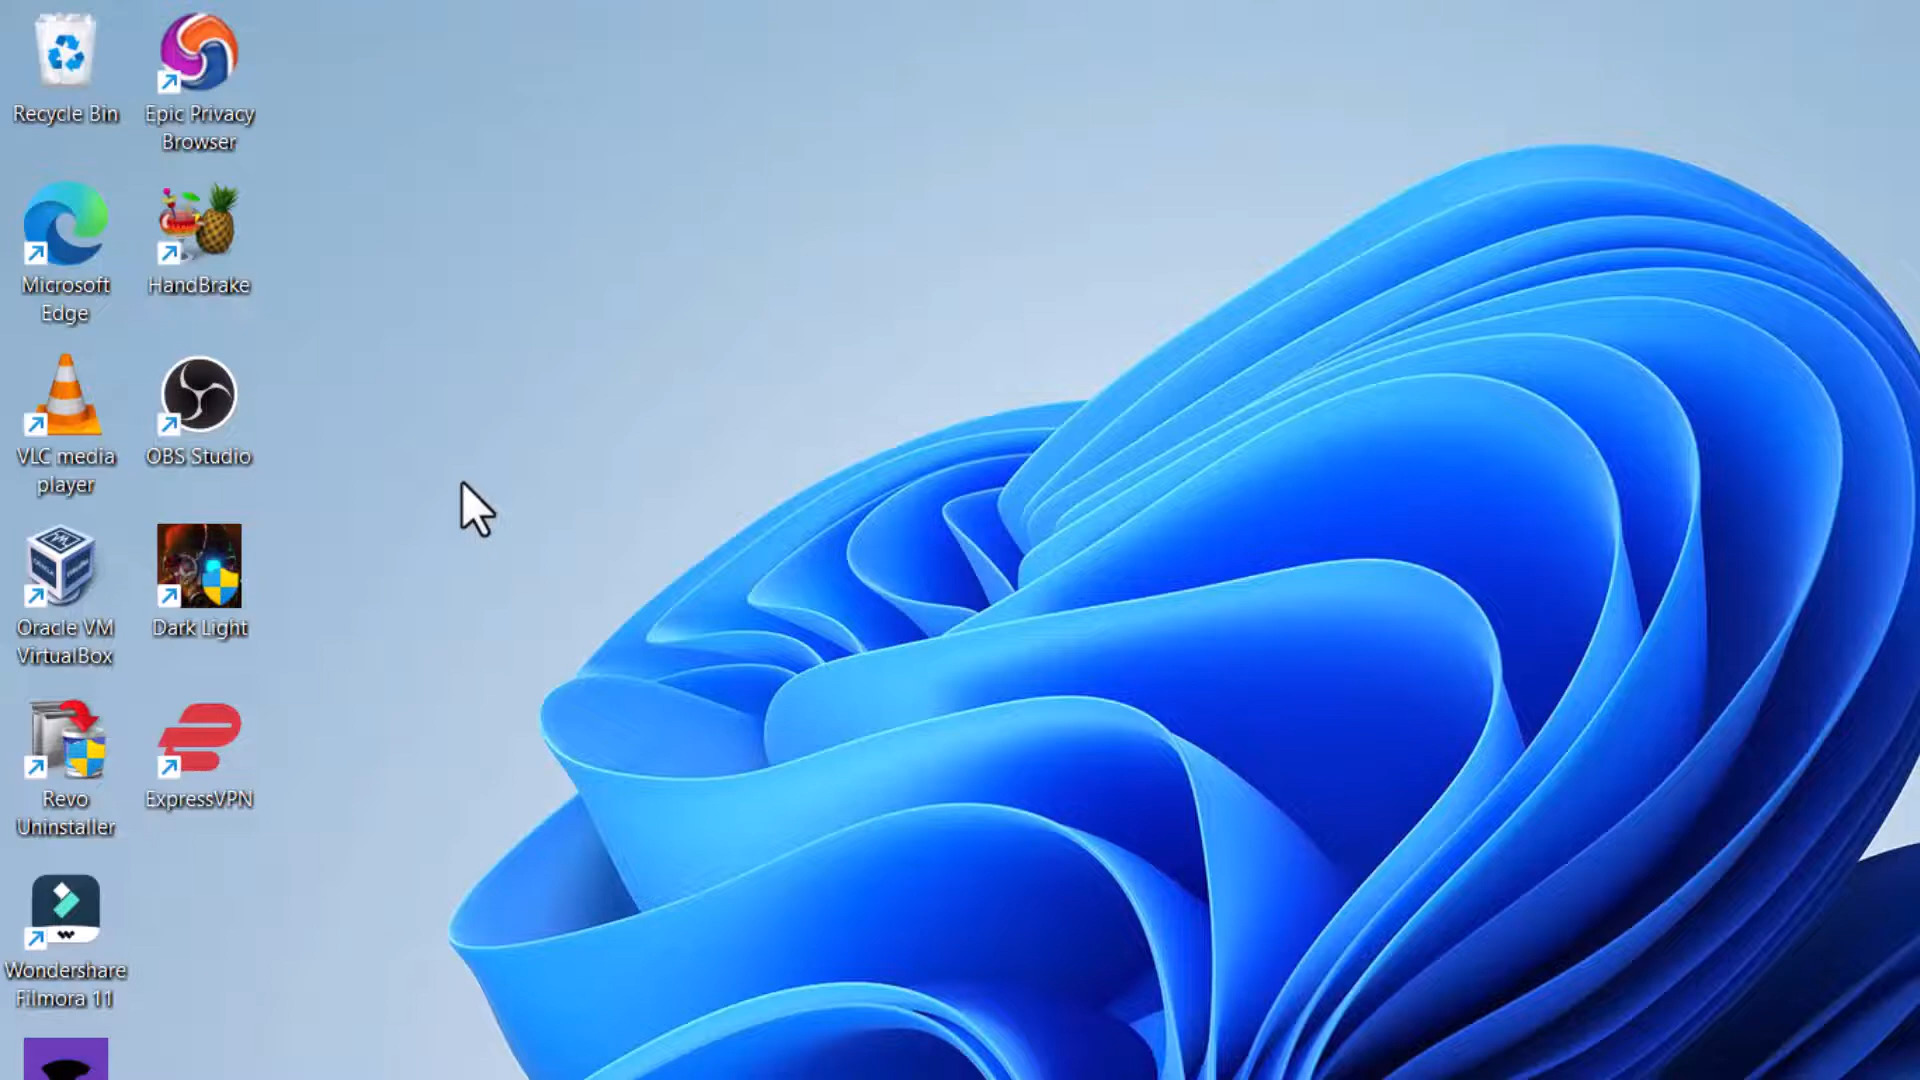 Recycle Bin
Epic Privacy
Browser
Microsoft
Edge
HandBrake
VLC media
player
OBS Studio
Oracle VM
VirtualBox
Dark Light
Revo
Uninstaller
ExpressVPN
Wondershare
Filmora 11